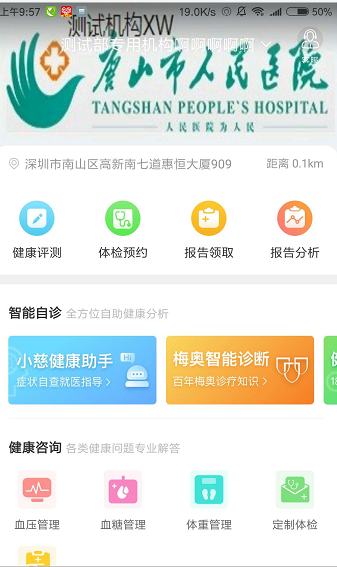 上午9:57
19.0K/s
50%
测试机构XW
测试部专用机构啊啊啊啊啊
唐山市人民医院
TANGSHAN PEOPLE'S HOSPITAL
人民医院为人民
深圳市南山区高新南七道惠恒大厦909 距离 0.1km
健康评测 体检预约 报告领取 报告分析
智能自诊 全方位自助健康分析
小慈健康助手
Hi
症状自查就医指导
梅奥智能诊断
百年梅奥诊疗知识
健康咨询 各类健康问题专业解答
血压管理 血糖管理 体重管理 定制体检